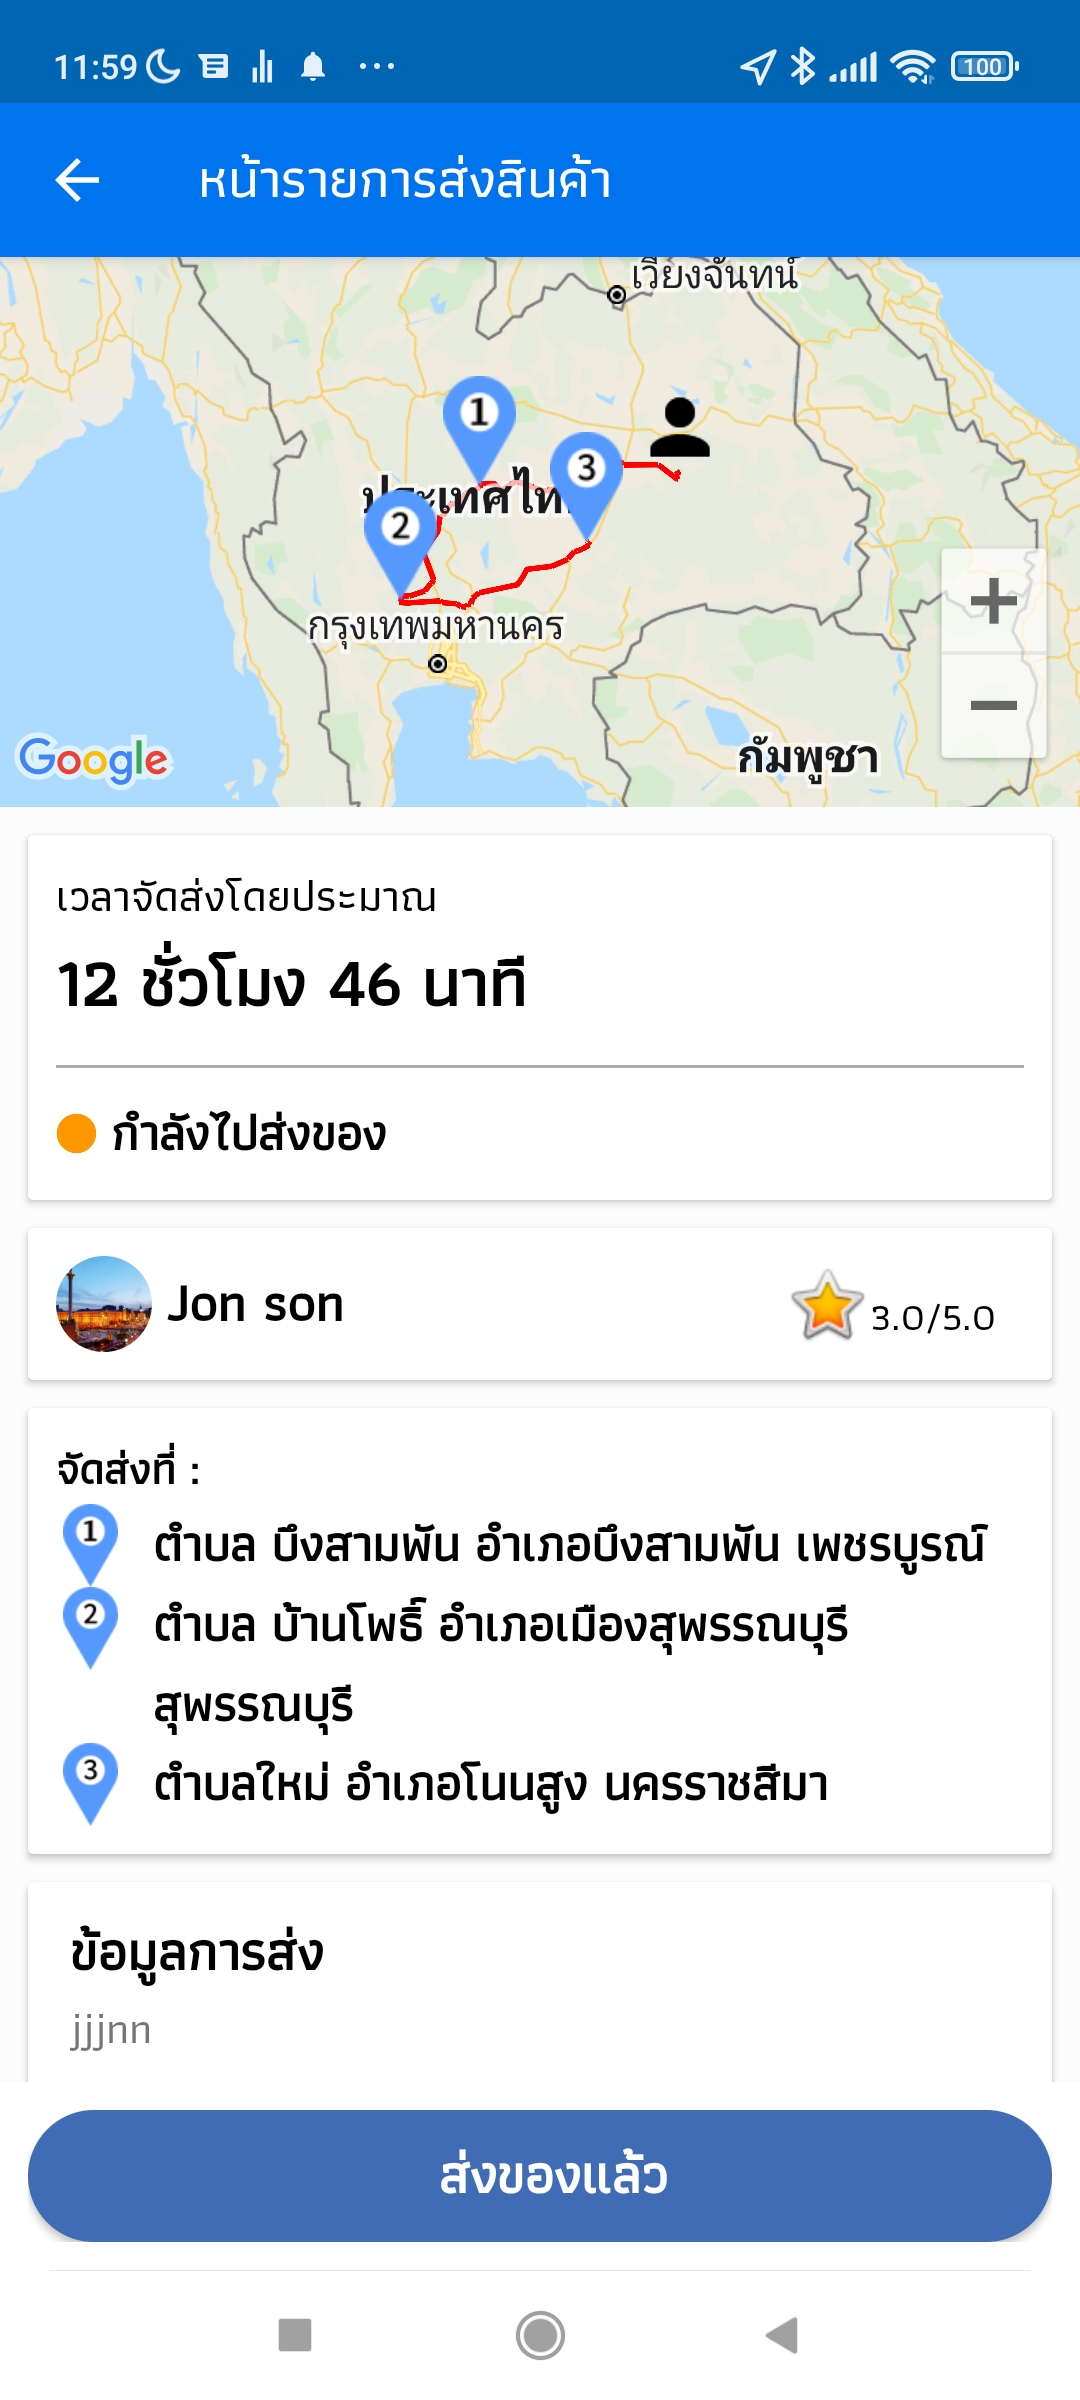 11:59
100
หน้ารายการส่งสินค้า
เวียงจันทน์
1
3
2
กรุงเทพมหานคร
กัมพูชา
Google
เวลาจัดส่งโดยประมาณ
12 ชั่วโมง 46 นาที
กำลังไปส่งของ
Jon son
3.0/5.0
จัดส่งที่ :
1 ตำบล บึงสามพัน อำเภอบึงสามพัน เพชรบูรณ์
2 ตำบล บ้านโพธิ์ อำเภอเมืองสุพรรณบุรี
สุพรรณบุรี
3 ตำบลใหม่ อำเภอโนนสูง นครราชสีมา
ข้อมูลการส่ง
jjjnn
ส่งของแล้ว